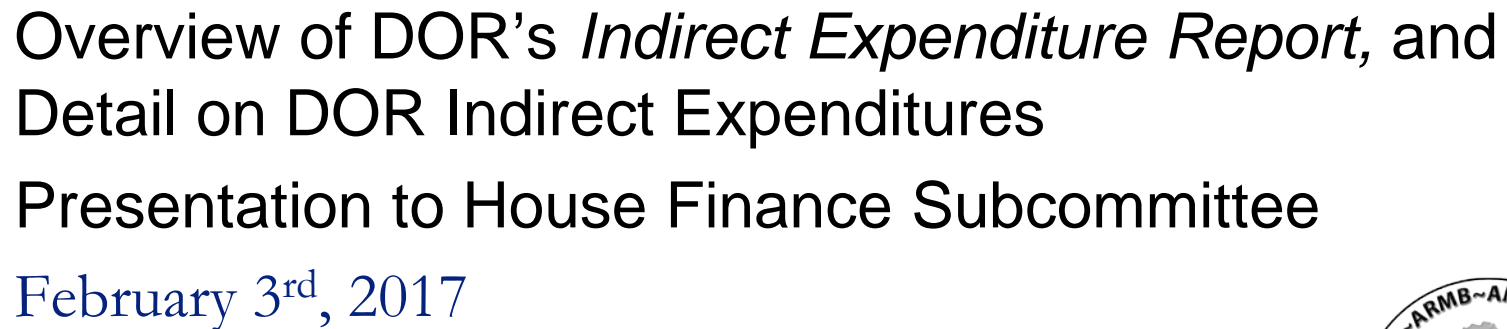 Overview of DOR’s Indirect Expenditure Report, and
Detail on DOR Indirect Expenditures
Presentation to House Finance Subcommittee
February 3rd, 2017